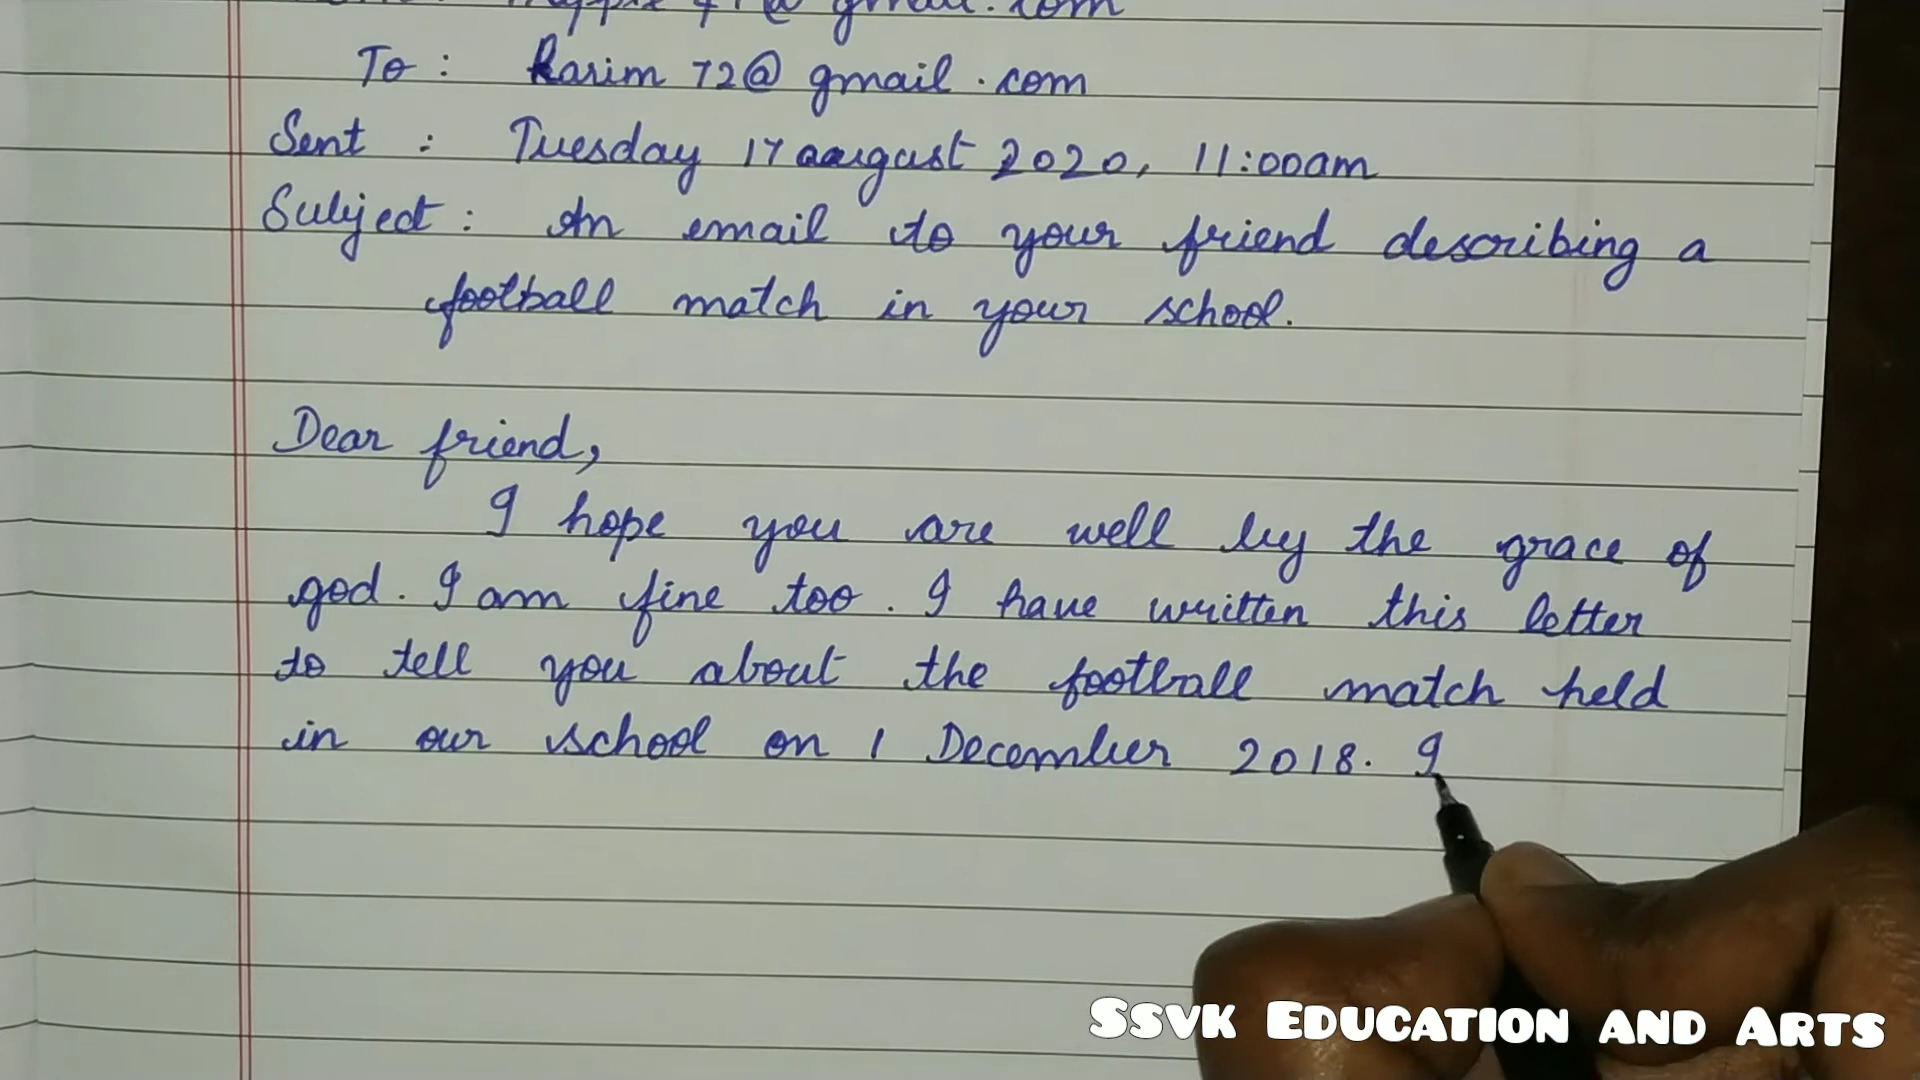 @ gmail.com
To : Karim 72@ gmail.com
Sent : Tuesday 17 august 2020, 11:00am
Subject : An email to your friend describing a
football match in your school.
Dear friend,
I hope you are well by the grace of
god. I am fine too. I have written this letter
to tell you about the football match held
in our school on 1 December 2018. I
SSVK EDUCATION AND ARTS